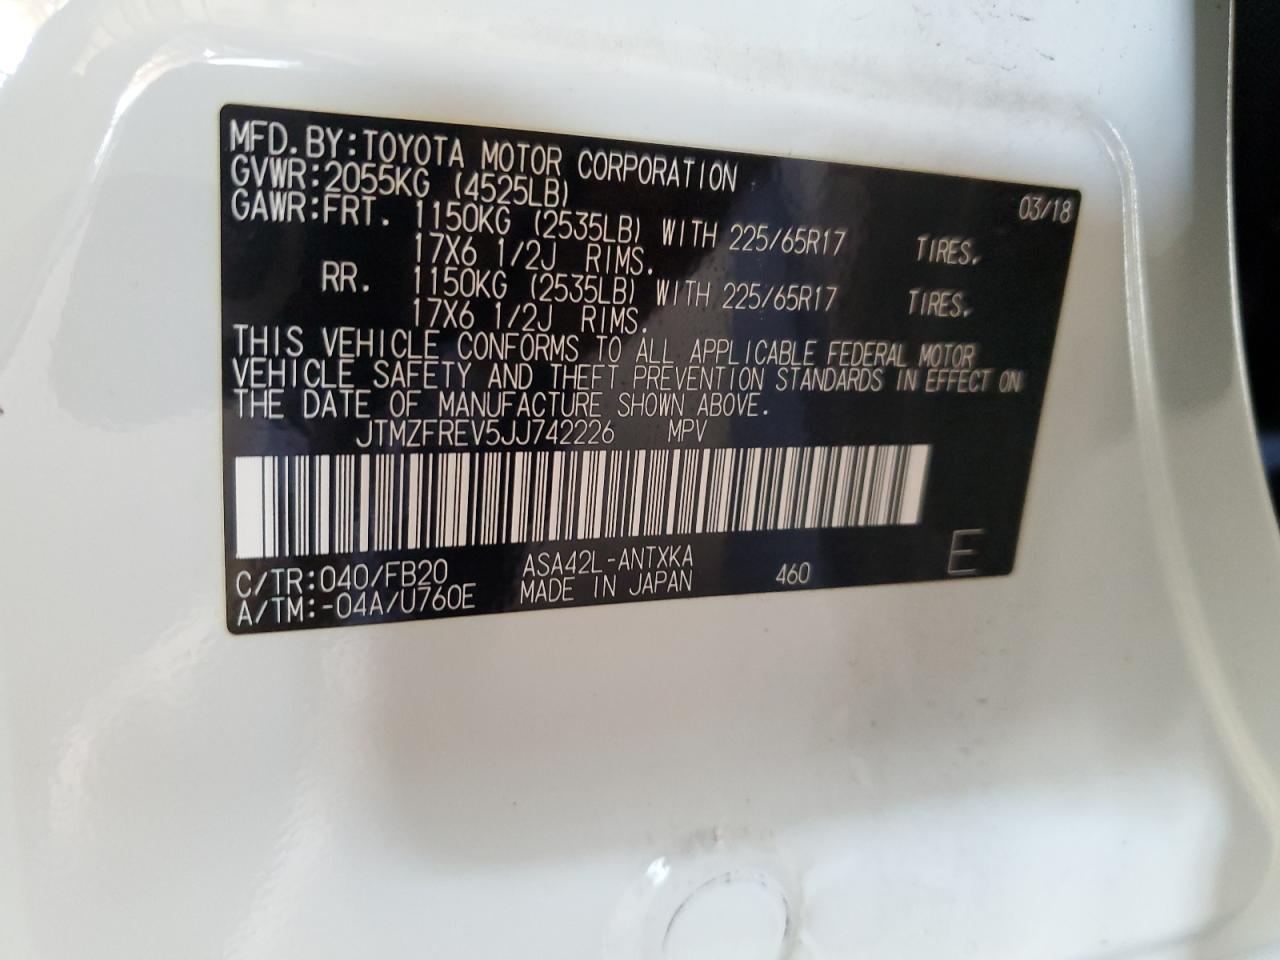 MFD. BY: TOYOTA MOTOR CORPORATION 03/18
GVWR: 2055KG (4525LB)
GAWR: FRT. 1150KG (2535LB) WITH 225/65R17 TIRES.
17X6 1/2J RIMS.
RR. 1150KG (2535LB) WITH 225/65R17 TIRES.
17X6 1/2J RIMS.
THIS VEHICLE CONFORMS TO ALL APPLICABLE FEDERAL MOTOR
VEHICLE SAFETY AND THEFT PREVENTION STANDARDS IN EFFECT ON
THE DATE OF MANUFACTURE SHOWN ABOVE.
JTMZFREV5JJ742226 MPV
C/TR: 040/FB20 ASA42L-ANTXKA 460 E
A/TM: -04A/U760E MADE IN JAPAN